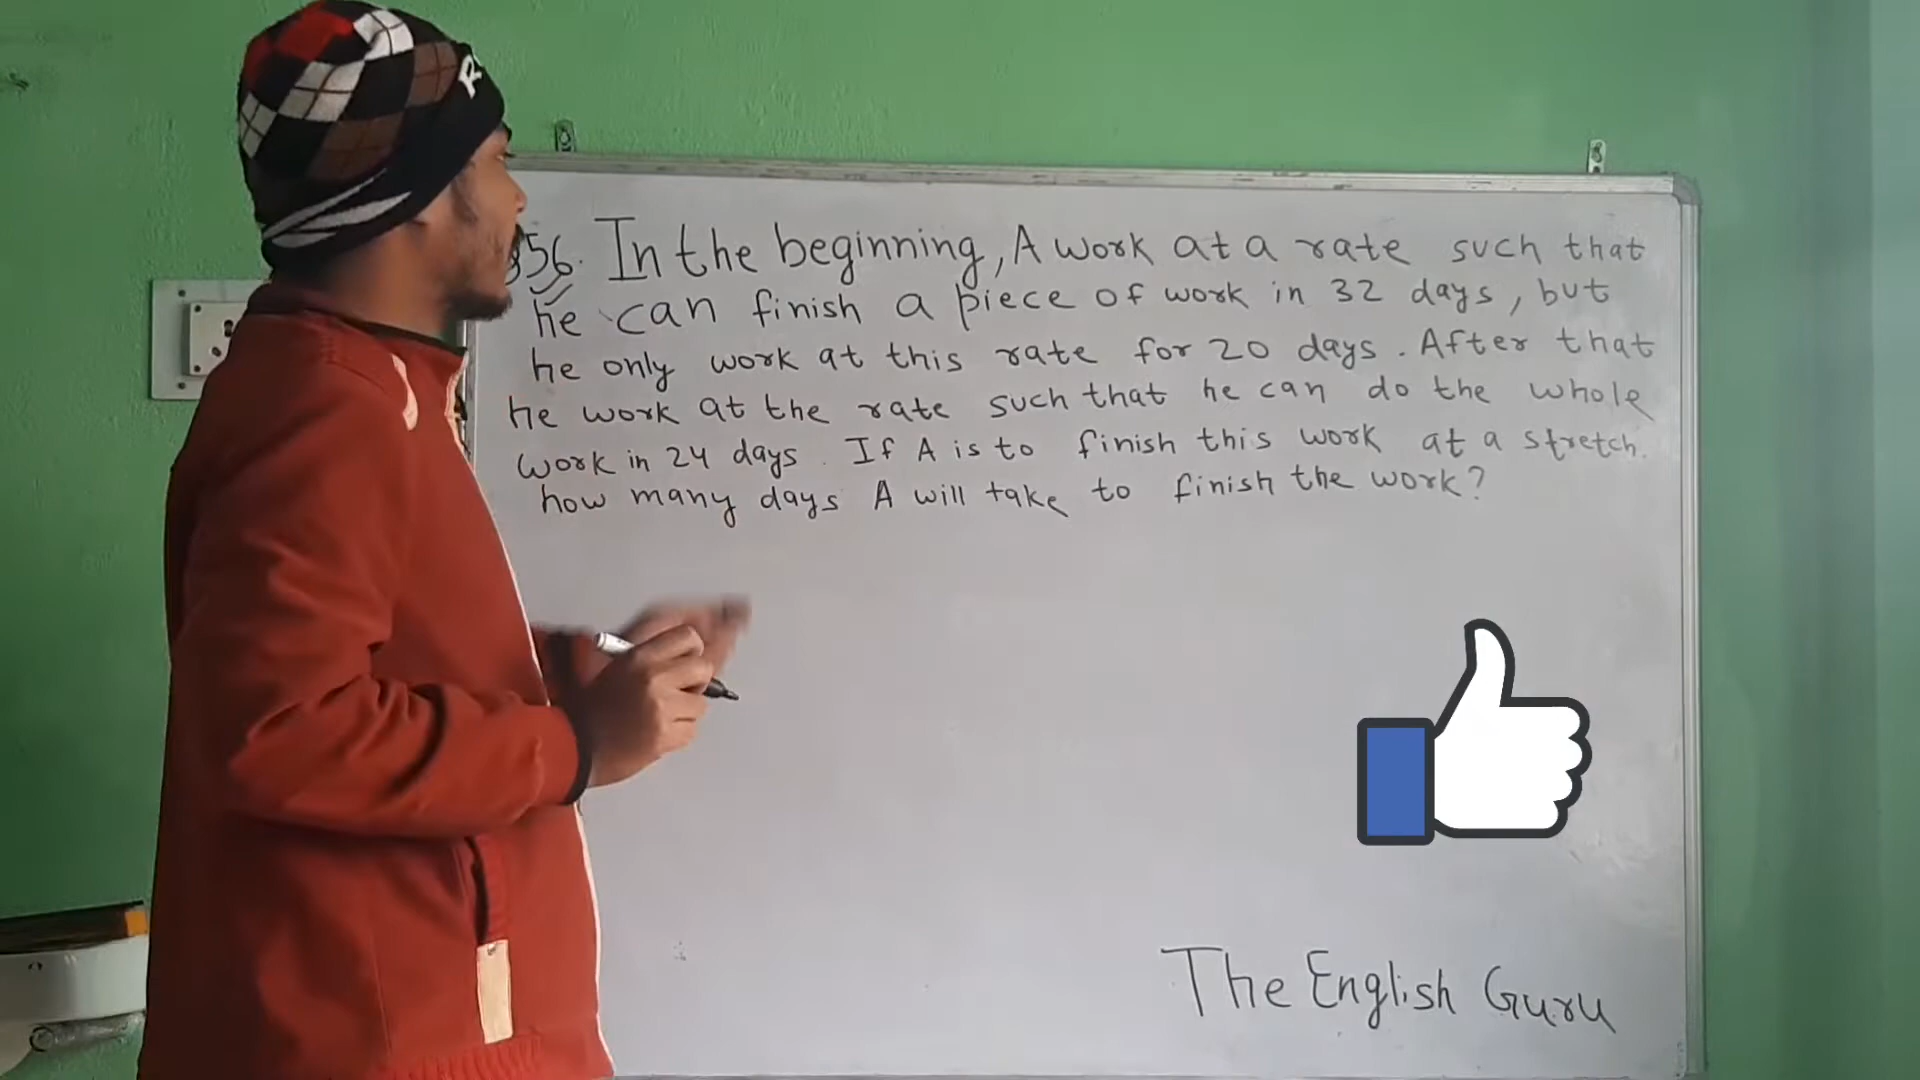 356. In the beginning, A work at a rate such that
he can finish a piece of work in 32 days, but
he only work at this rate for 20 days. After that
he work at the rate such that he can do the whole
work in 24 days. If A is to finish this work at a stretch.
how many days A will take to finish the work?
The English Guru